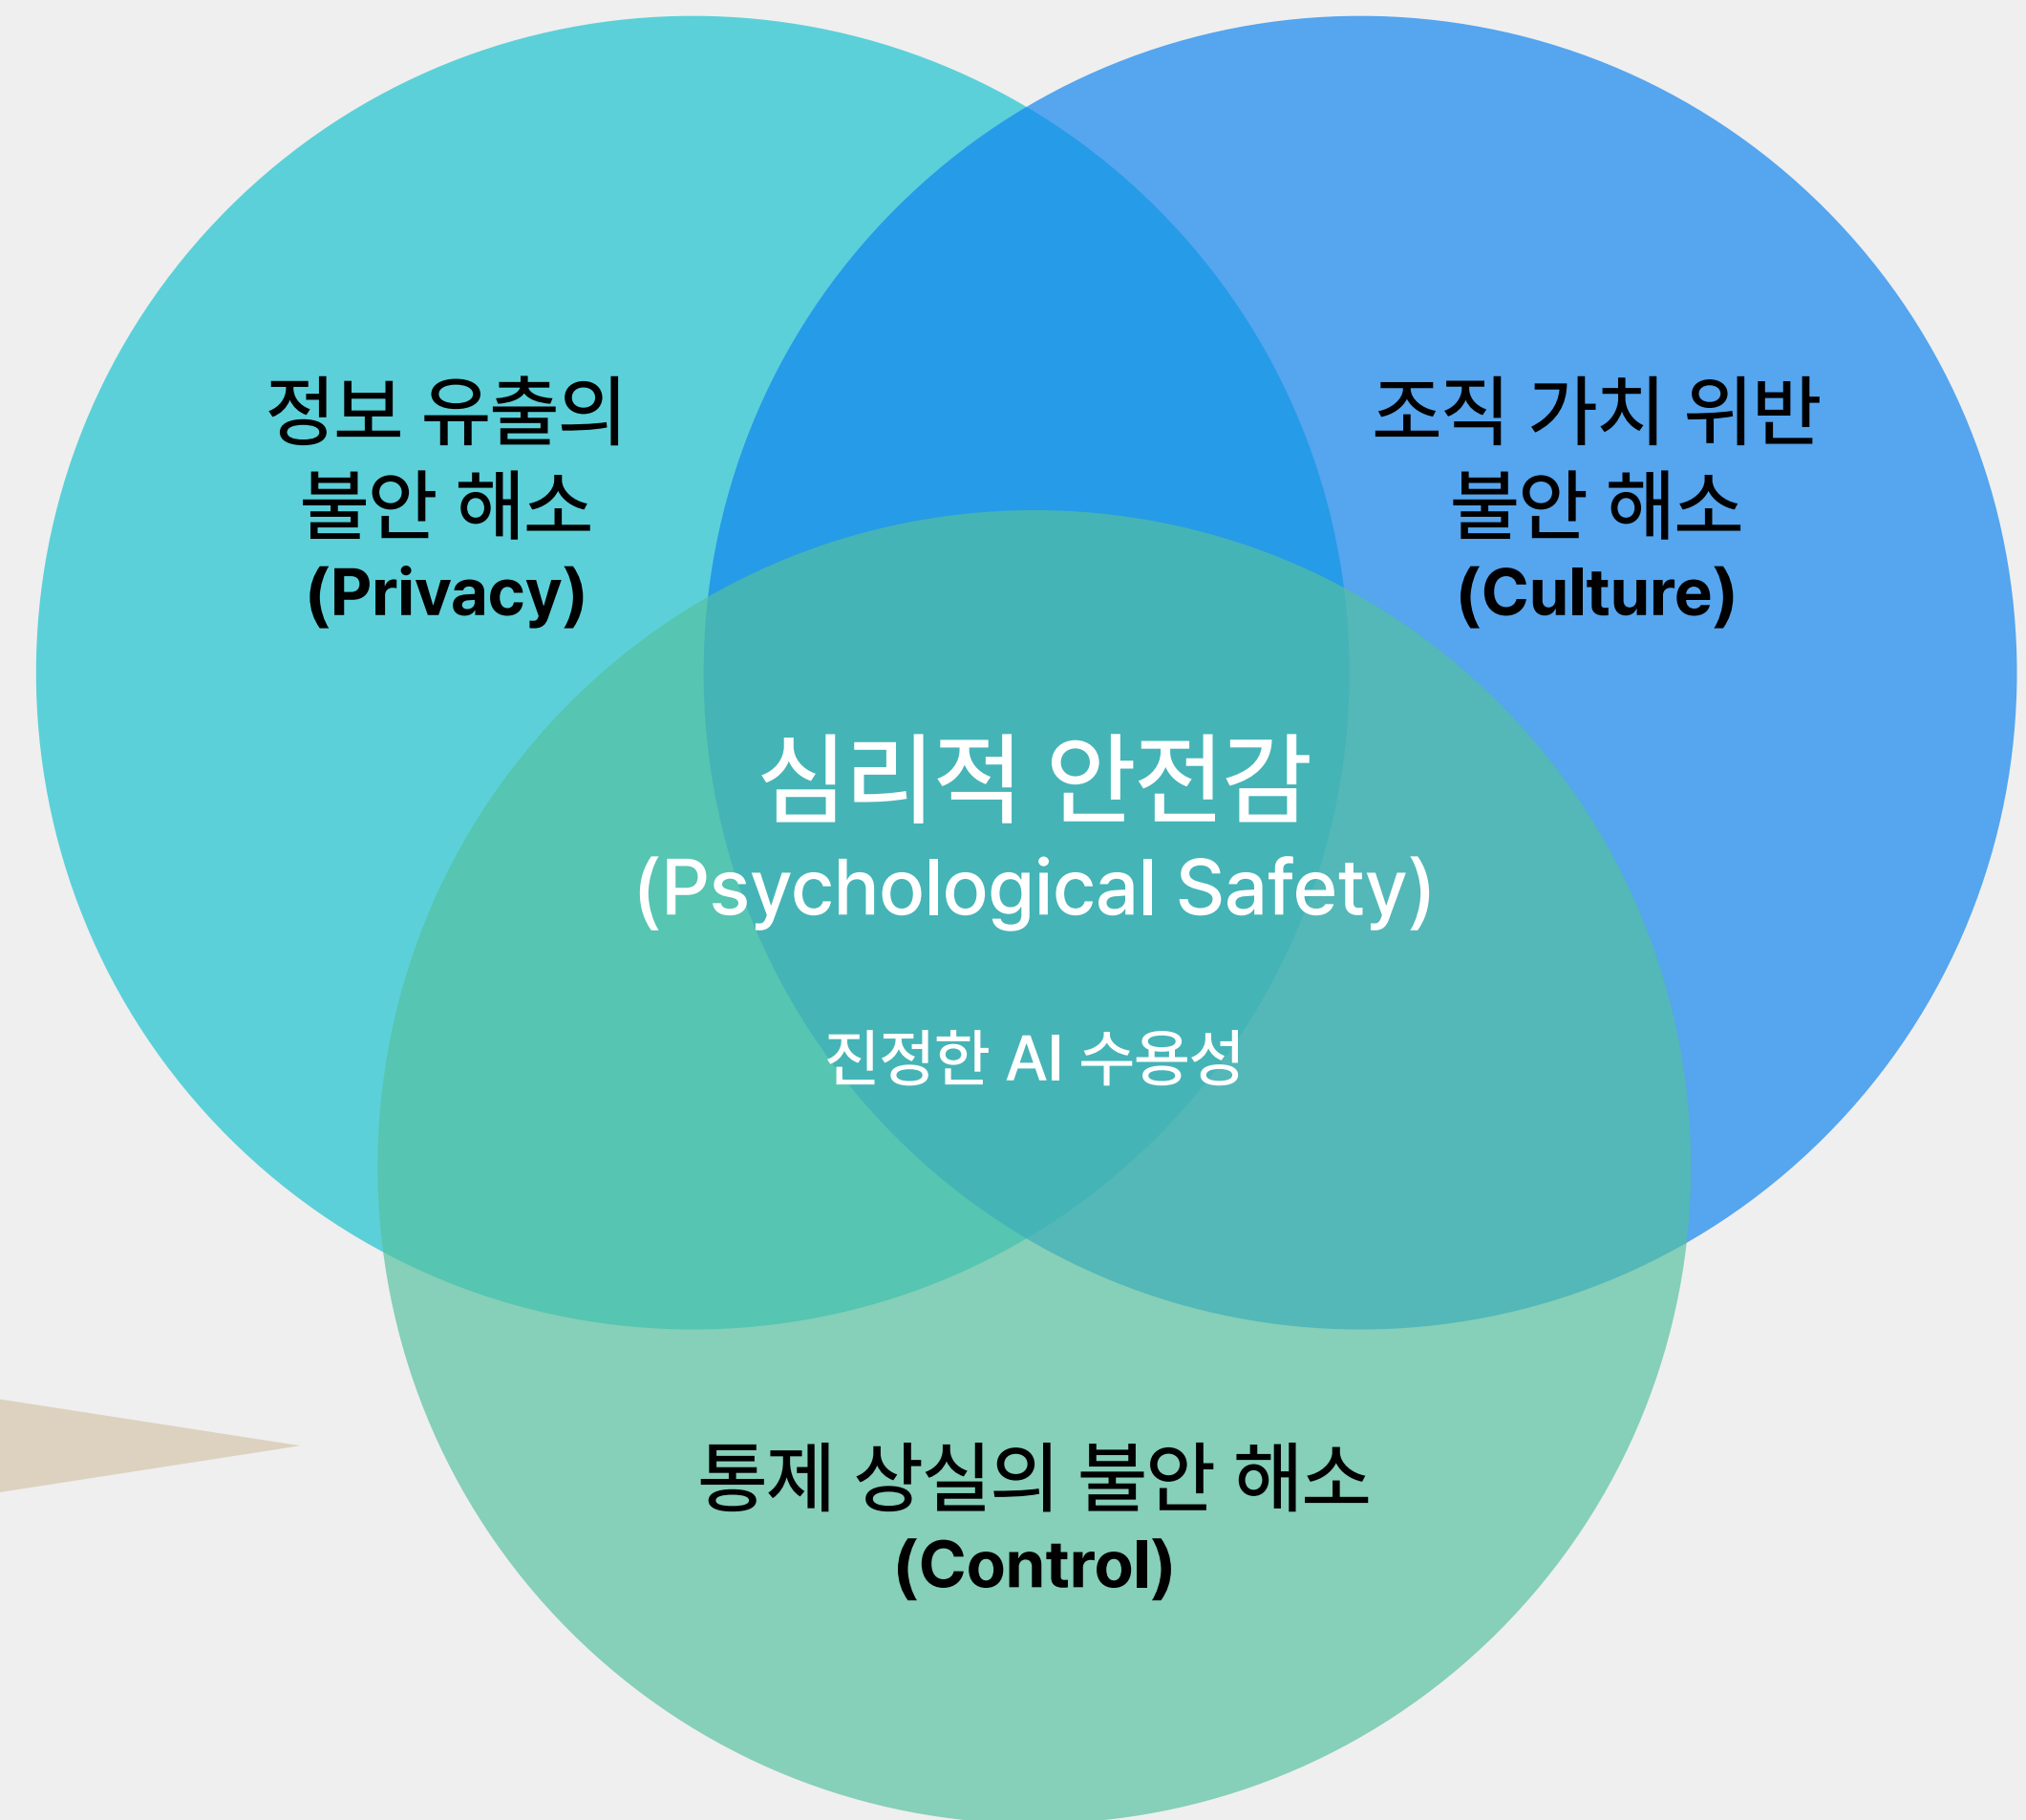 정보 유출의
불안 해소
(Privacy)
조직 가치 위반
불안 해소
(Culture)
심리적 안전감
(Psychological Safety)
진정한 AI 수용성
통제 상실의 불안 해소
(Control)